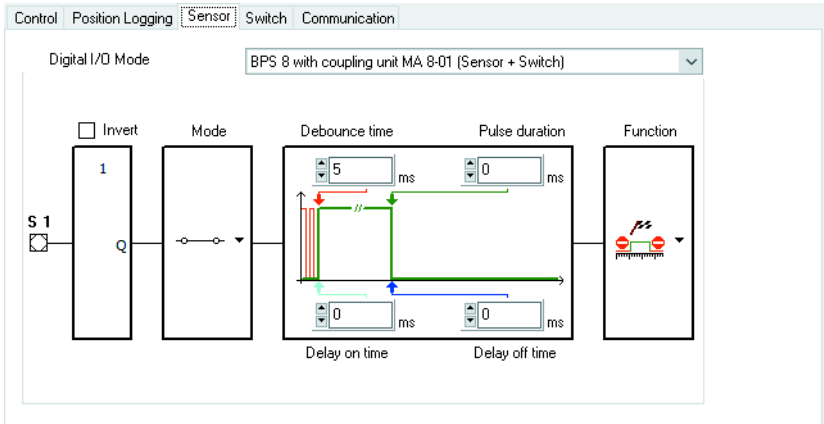 Control Position Logging Sensor Switch Communication
Digital I/O Mode BPS 8 with coupling unit MA 8-01 (Sensor + Switch)
Invert Mode Debounce time Pulse duration Function
1 5 ms 0 ms
S 1
Q
0 ms 0 ms
Delay on time Delay off time